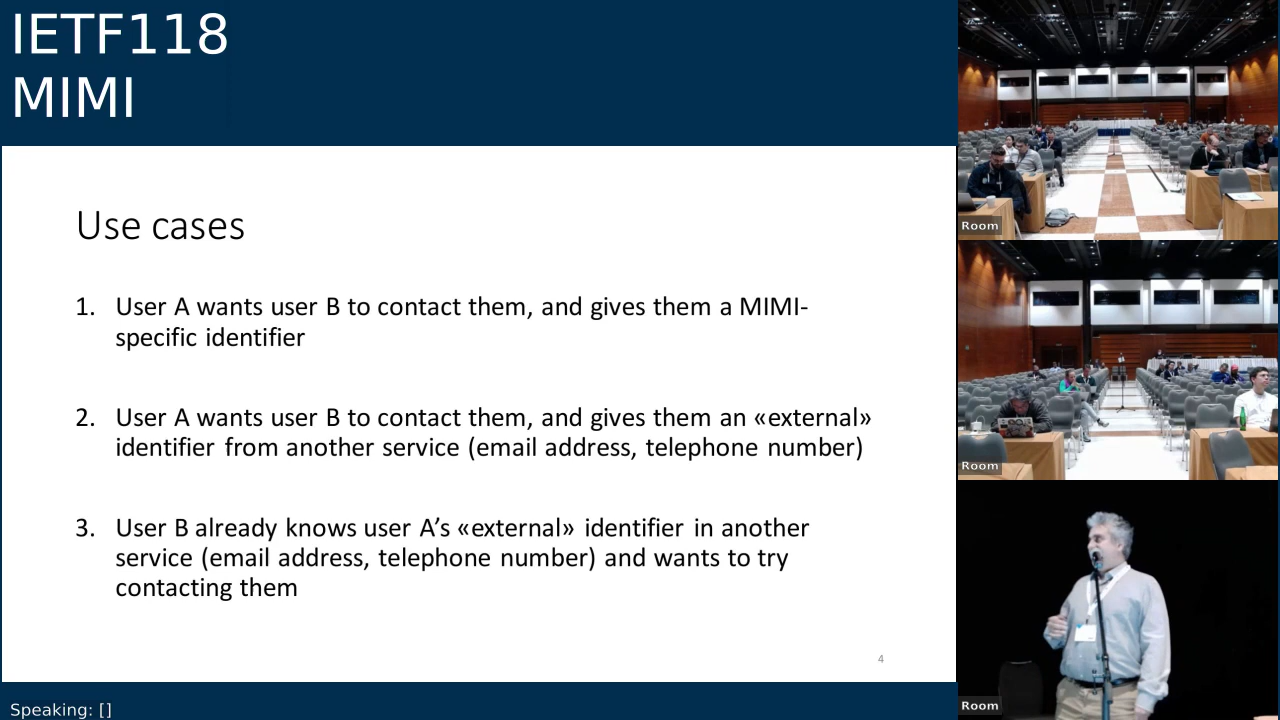 IETF118
MIMI
Use cases
1. User A wants user B to contact them, and gives them a MIMI-
specific identifier
2. User A wants user B to contact them, and gives them an «external»
identifier from another service (email address, telephone number)
3. User B already knows user A’s «external» identifier in another
service (email address, telephone number) and wants to try
contacting them
4
Speaking: []
Room
Room
Room